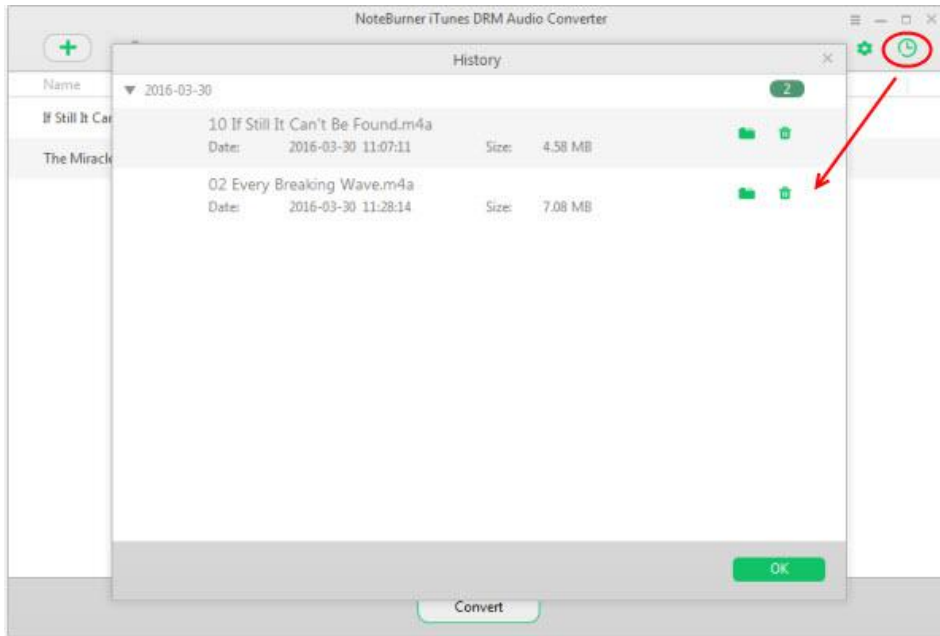 NoteBurner iTunes DRM Audio Converter
History
Name
2016-03-30
2
If Still It Car
10 If Still It Can't Be Found.m4a
Date: 2016-03-30 11:07:11 Size: 4.58 MB
The Miracle
02 Every Breaking Wave.m4a
Date: 2016-03-30 11:28:14 Size: 7.08 MB
OK
Convert